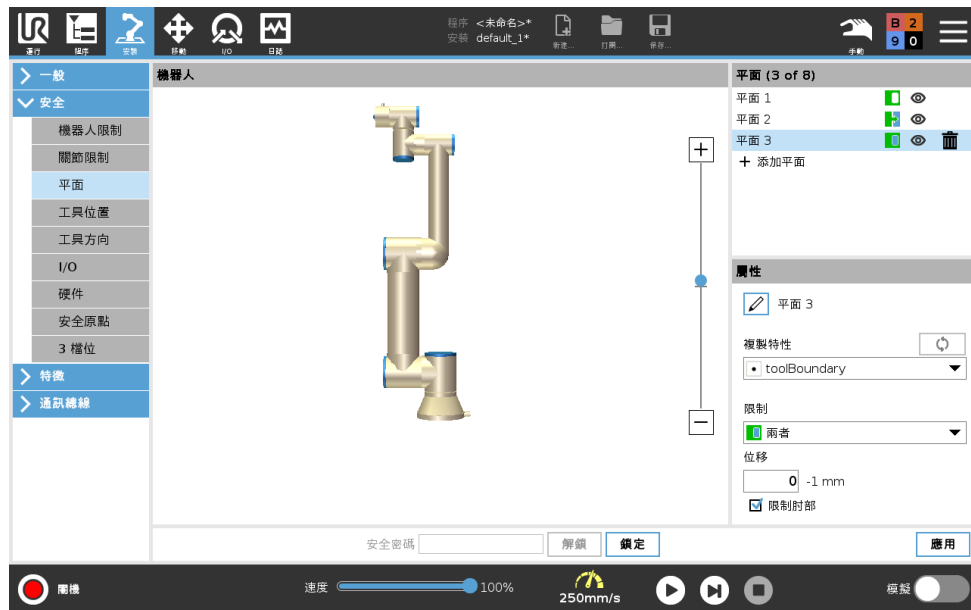 UR
運行
程序
安裝
移動
I/O
日誌
程序 <未命名>*
安裝 default_1*
新建...
打開...
保存...
手動
B 2
9 0
一般
安全
機器人限制
關節限制
平面
工具位置
工具方向
I/O
硬件
安全原點
3 檔位
特徵
通訊總線
機器人
平面 (3 of 8)
平面 1
平面 2
平面 3
添加平面
屬性
平面 3
複製特性
toolBoundary
限制
兩者
位移
0 -1 mm
限制肘部
安全密碼
解鎖
鎖定
應用
關機
速度
100%
250mm/s
模擬